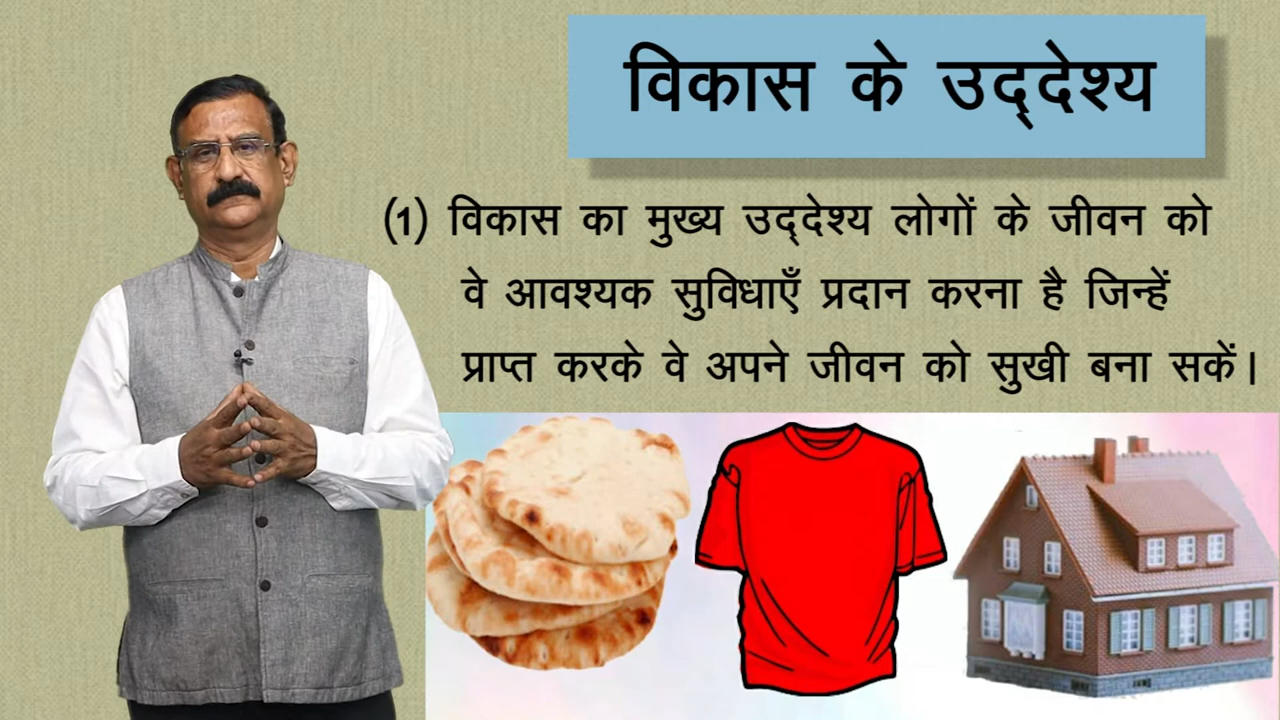 विकास के उद्‌देश्य
(1) विकास का मुख्य उद्‌देश्य लोगों के जीवन को
वे आवश्यक सुविधाएँ प्रदान करना है जिन्हें
प्राप्त करके वे अपने जीवन को सुखी बना सकें।